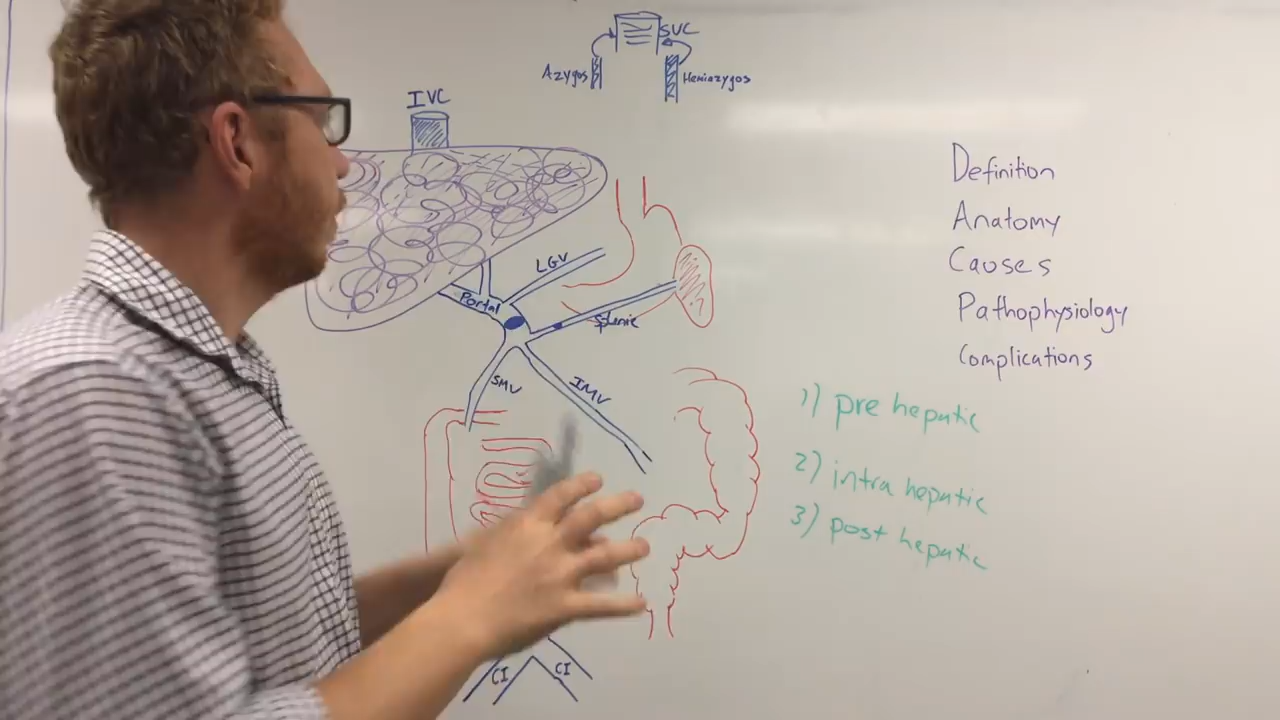 SVC
Azygos
Hemiazygos
IVC
LGV
Portal
Splenic
SMV
IMV
CI
CI
Definition
Anatomy
Causes
Pathophysiology
Complications
1) pre hepatic
2) intra hepatic
3) post hepatic